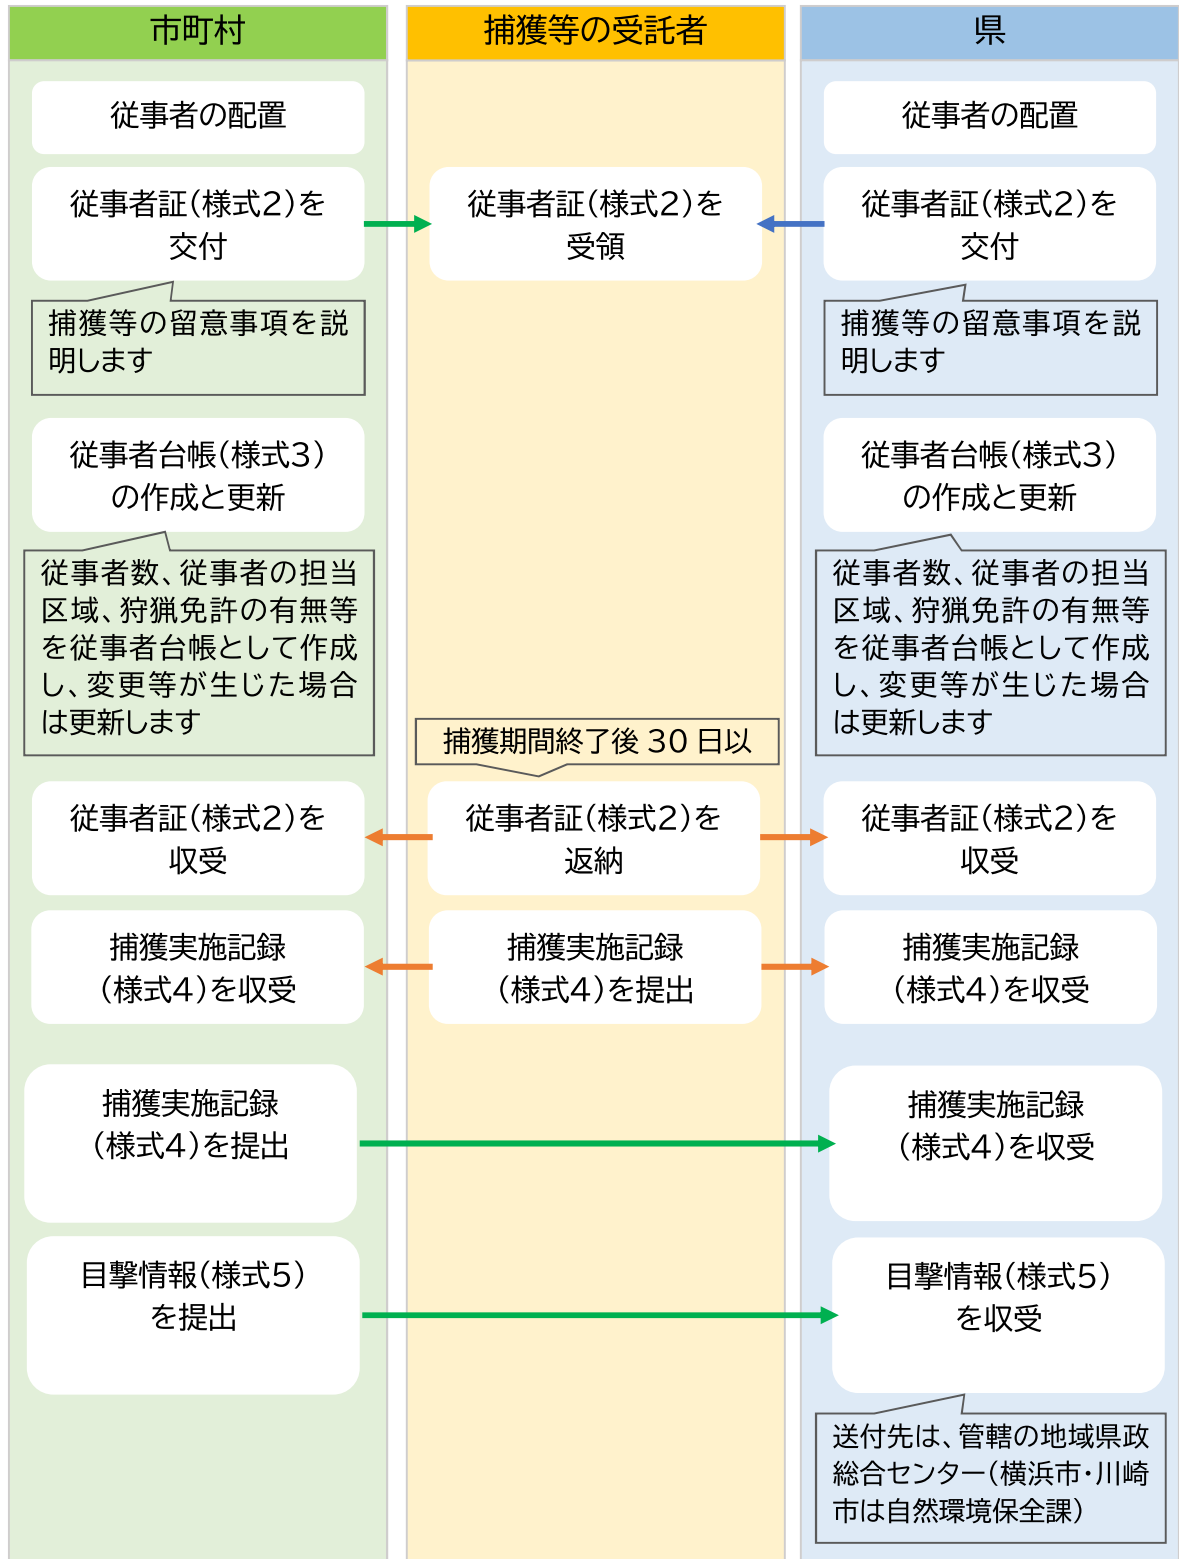 市町村
捕獲等の受託者
県
従事者の配置
従事者の配置
従事者証(様式2)を
交付
従事者証(様式2)を
受領
従事者証(様式2)を
交付
捕獲等の留意事項を説
明します
捕獲等の留意事項を説
明します
従事者台帳(様式3)
の作成と更新
従事者台帳(様式3)
の作成と更新
従事者数、従事者の担当
区域、狩猟免許の有無等
を従事者台帳として作成
し、変更等が生じた場合
は更新します
従事者数、従事者の担当
区域、狩猟免許の有無等
を従事者台帳として作成
し、変更等が生じた場合
は更新します
捕獲期間終了後 30 日以
従事者証(様式2)を
収受
従事者証(様式2)を
返納
従事者証(様式2)を
収受
捕獲実施記録
(様式4)を収受
捕獲実施記録
(様式4)を提出
捕獲実施記録
(様式4)を収受
捕獲実施記録
(様式4)を提出
捕獲実施記録
(様式4)を収受
目撃情報(様式5)
を提出
目撃情報(様式5)
を収受
送付先は、管轄の地域県政
総合センター(横浜市・川崎
市は自然環境保全課)